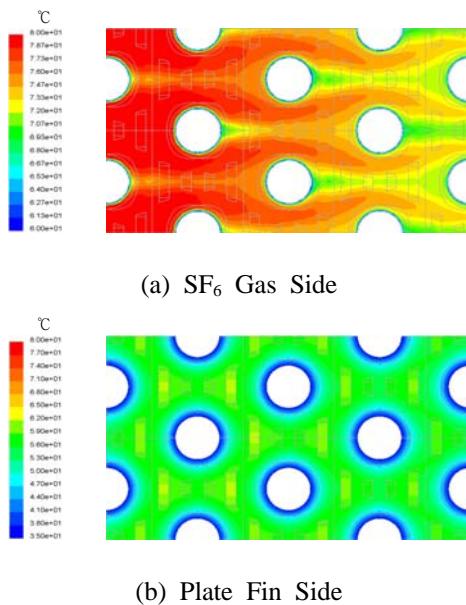 ℃
8.00e+01
7.87e+01
7.73e+01
7.60e+01
7.47e+01
7.33e+01
7.20e+01
7.07e+01
6.93e+01
6.80e+01
6.67e+01
6.53e+01
6.40e+01
6.27e+01
6.13e+01
6.00e+01
(a) SF₆ Gas Side
℃
8.00e+01
7.70e+01
7.40e+01
7.10e+01
6.80e+01
6.50e+01
6.20e+01
5.90e+01
5.60e+01
5.30e+01
5.00e+01
4.70e+01
4.40e+01
4.10e+01
3.80e+01
3.50e+01
(b) Plate Fin Side